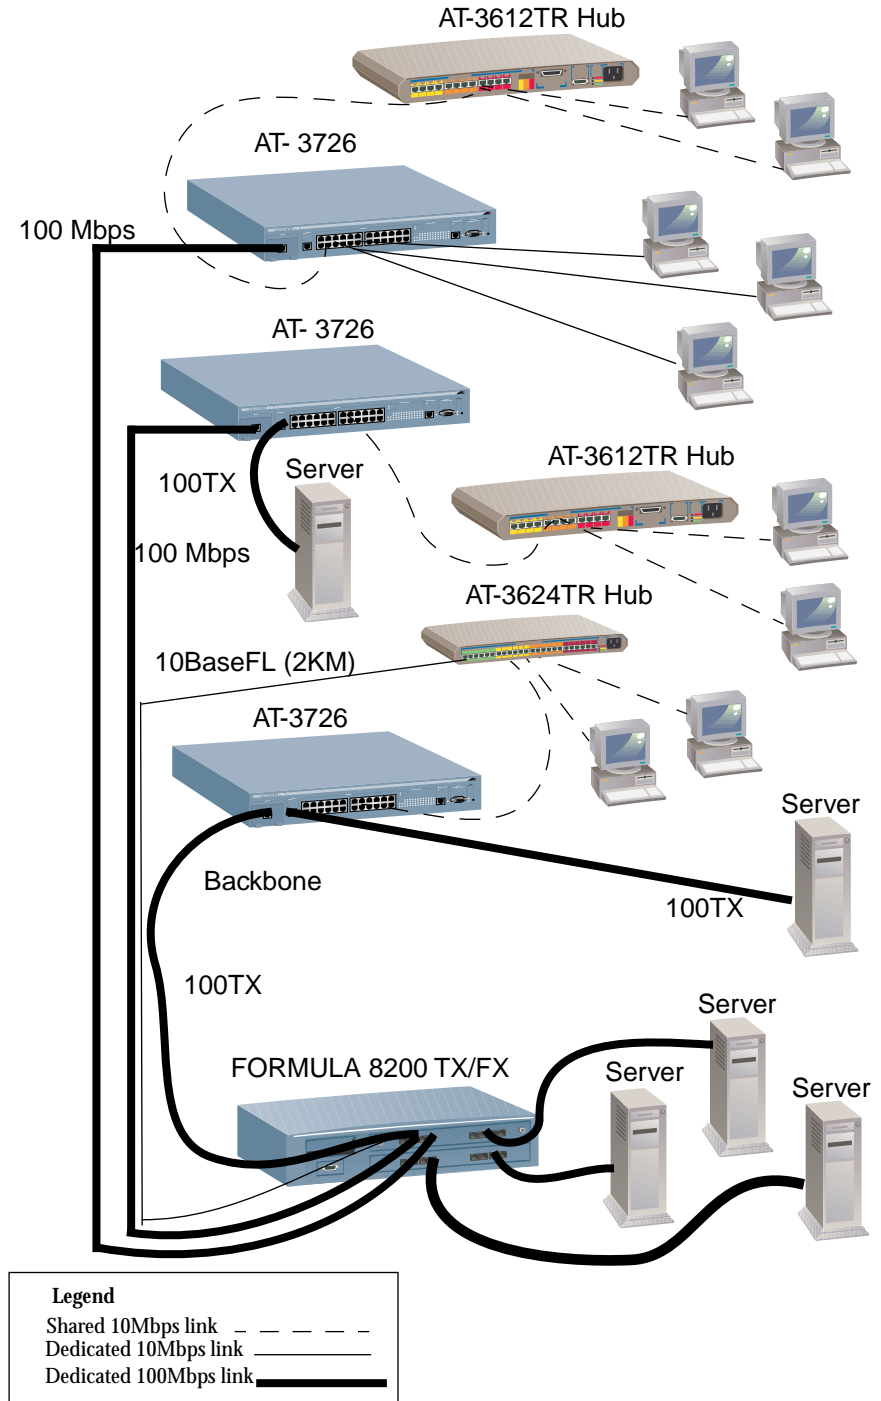 AT-3612TR Hub
AT- 3726
100 Mbps
AT- 3726
100TX
Server
AT-3612TR Hub
100 Mbps
AT-3624TR Hub
10BaseFL (2KM)
AT-3726
Server
Backbone
100TX
100TX
Server
FORMULA 8200 TX/FX
Server
Server
Legend
Shared 10Mbps link
Dedicated 10Mbps link
Dedicated 100Mbps link